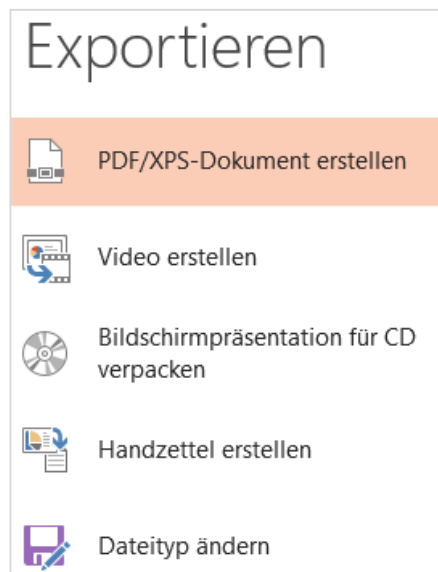 Exportieren
PDF/XPS-Dokument erstellen
Video erstellen
Bildschirmpräsentation für CD
verpacken
Handzettel erstellen
Dateityp ändern